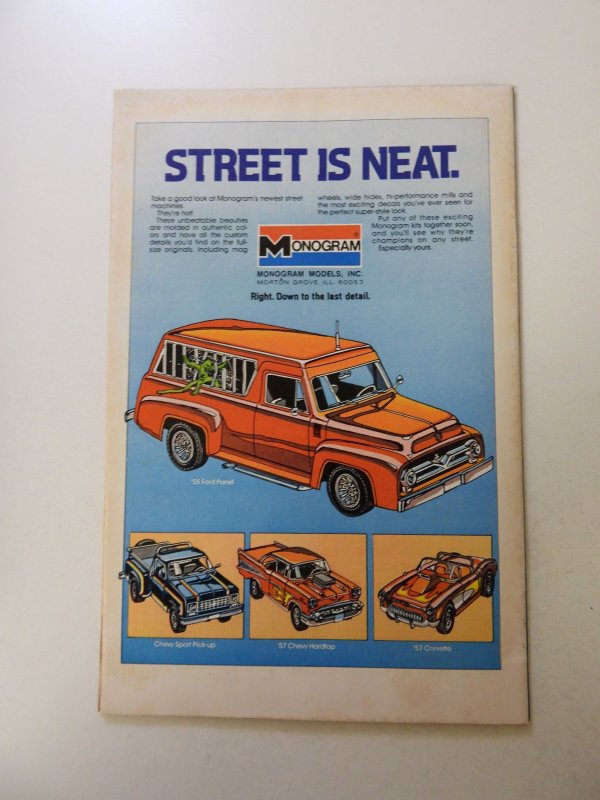 STREET IS NEAT.
Take a good look at Monogram's newest street
machines.
They're hot!
These unbeatable beauties
are molded in authentic col-
ors and have all the custom
details you'd find on the full-
size originals. Including mag
wheels, wide hides, hi-performance mills and
the most exciting decals you've ever seen for
the perfect super-style look.
Put any of these exciting
Monogram kits together soon,
and you'll see why they're
champions on any street.
Especially yours.
MONOGRAM®
MONOGRAM MODELS, INC.
MORTON GROVE, ILL. 60053
Right. Down to the last detail.
'55 Ford Panel
Chevy Sport Pick-up
'57 Chevy Hardtop
'57 Corvette